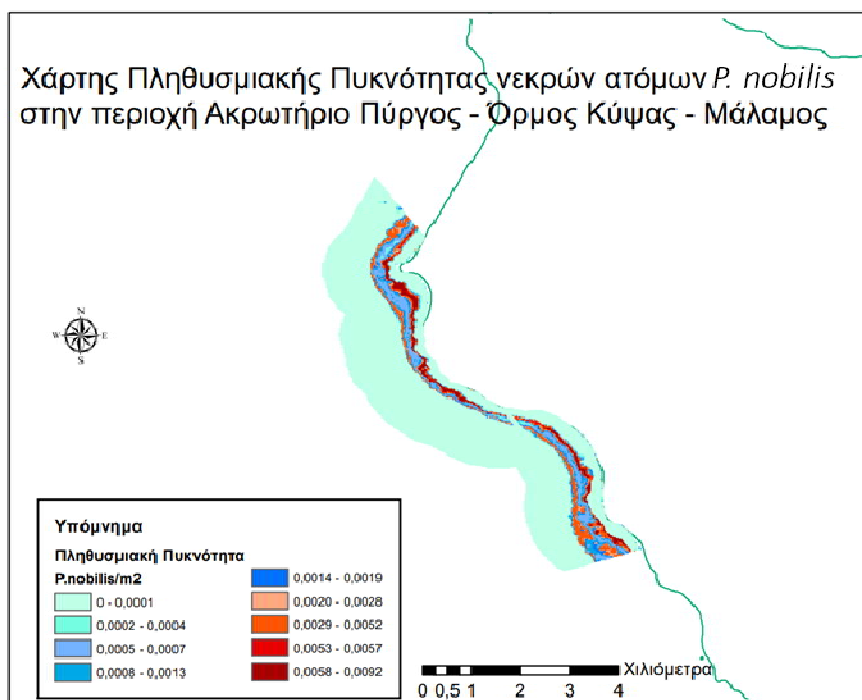 Χάρτης Πληθυσμιακής Πυκνότητας νεκρών ατόμων P. nobilis
στην περιοχή Ακρωτήριο Πύργος - Όρμος Κύψας - Μάλαμος
N
W E
S
Υπόμνημα
Πληθυσμιακή Πυκνότητα
P.nobilis/m2
0 - 0,0001
0,0002 - 0,0004
0,0005 - 0,0007
0,0008 - 0,0013
0,0014 - 0,0019
0,0020 - 0,0028
0,0029 - 0,0052
0,0053 - 0,0057
0,0058 - 0,0092
Χιλιόμετρα
0 0,5 1 2 3 4